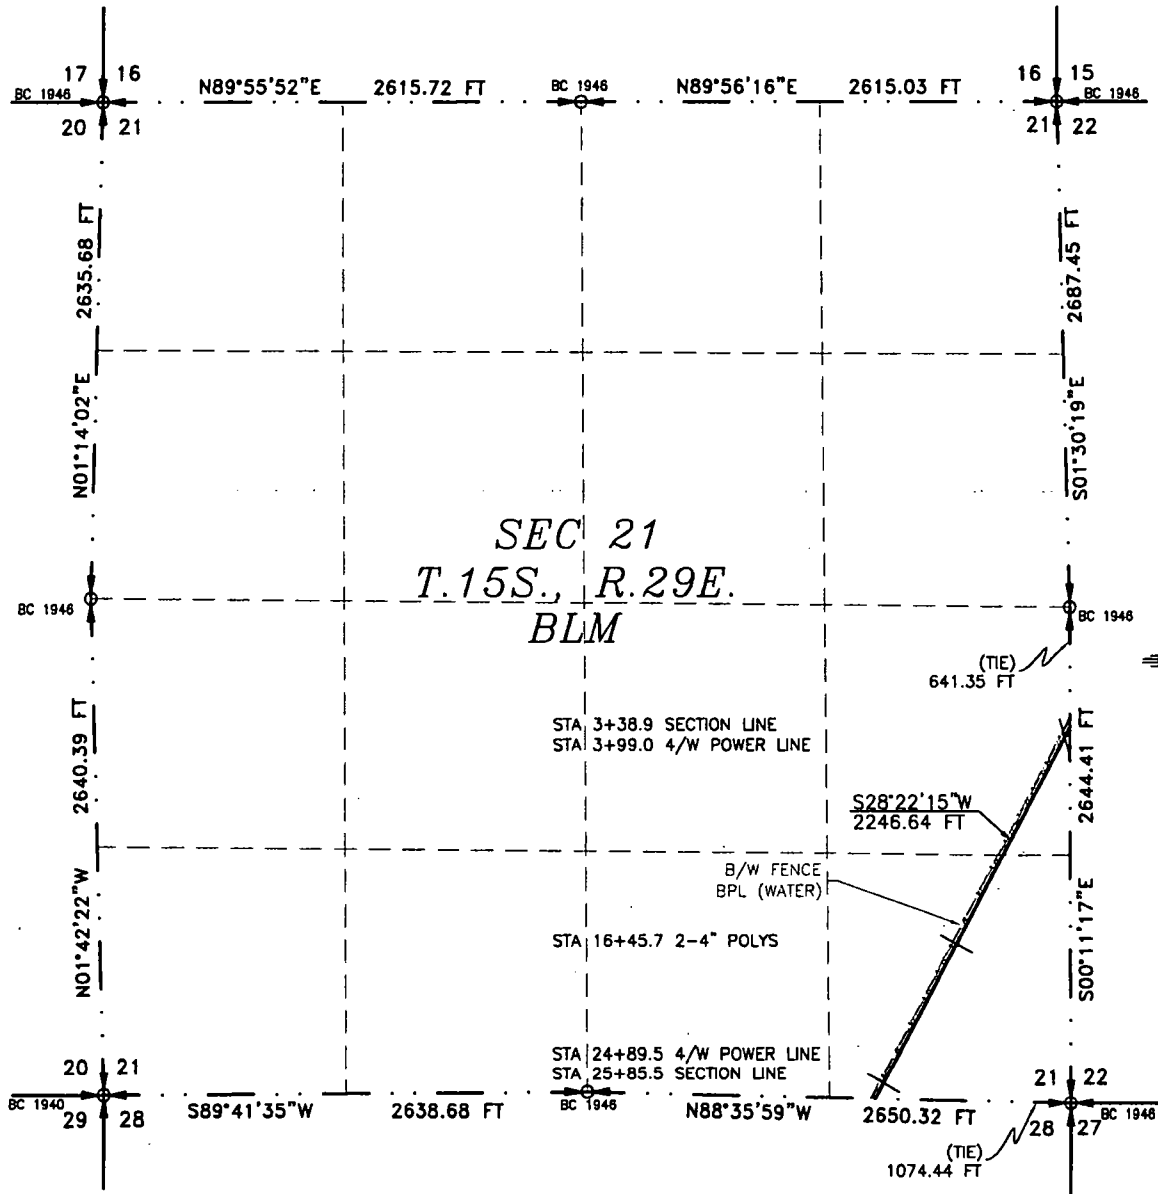 17 16
N89°55'52"E 2615.72 FT
BC 1946
N89°56'16"E 2615.03 FT
16 15
BC 1946
BC 1946
20 21
21 22
2635.68 FT
2687.45 FT
N01°14'02"E
S01°30'19"E
SEC 21
T.15S., R.29E.
BLM
BC 1946
BC 1946
(TIE)
641.35 FT
STA 3+38.9 SECTION LINE
STA 3+99.0 4/W POWER LINE
2640.39 FT
2644.41 FT
S28°22'15"W
2246.64 FT
B/W FENCE
BPL (WATER)
STA 16+45.7 2-4" POLYS
N01°42'22"W
S00°11'17"E
STA 24+89.5 4/W POWER LINE
STA 25+85.5 SECTION LINE
20 21
21 22
BC 1940
S89°41'35"W 2638.68 FT
BC 1946
N88°35'59"W 2650.32 FT
BC 1946
29 28
28 27
(TIE)
1074.44 FT